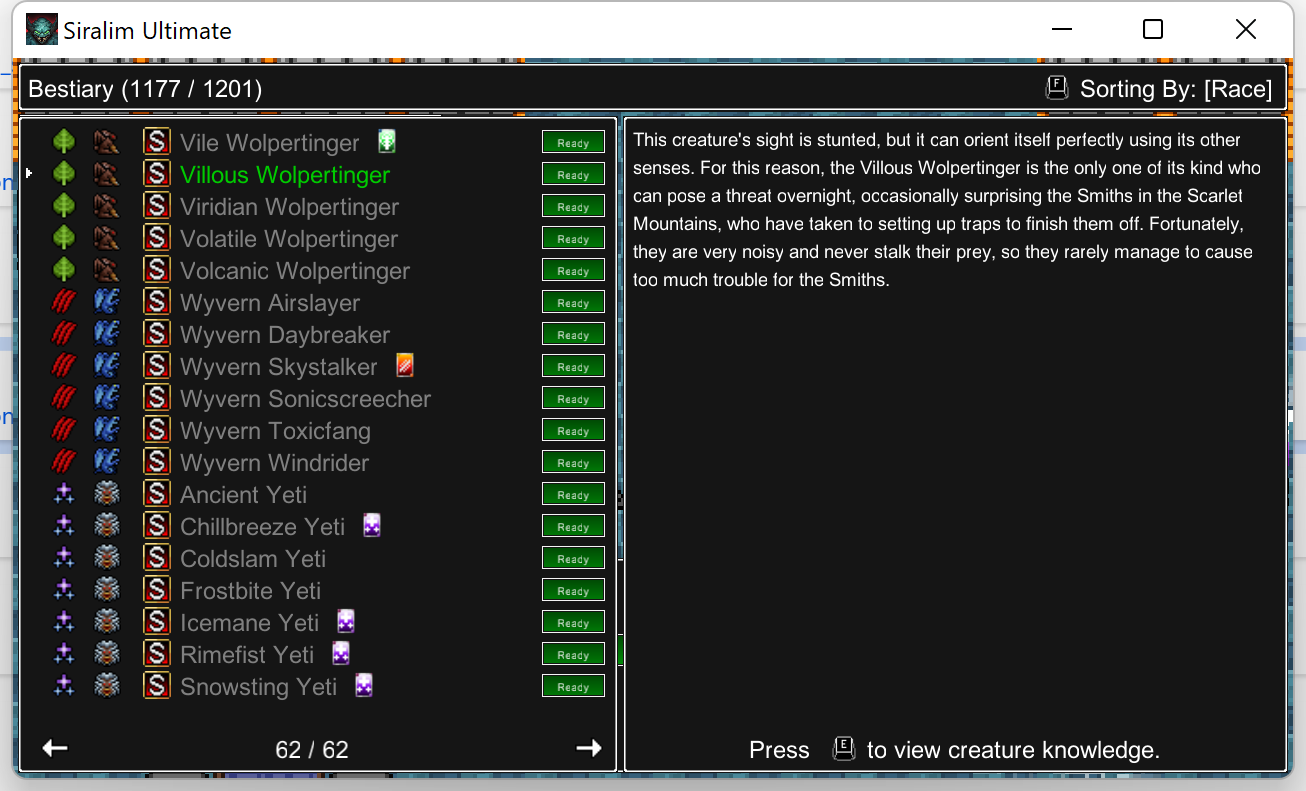 Siralim Ultimate
Bestiary (1177 / 1201)
F Sorting By: [Race]
S Vile Wolpertinger Ready
S Villous Wolpertinger Ready
S Viridian Wolpertinger Ready
S Volatile Wolpertinger Ready
S Volcanic Wolpertinger Ready
S Wyvern Airslayer Ready
S Wyvern Daybreaker Ready
S Wyvern Skystalker Ready
S Wyvern Sonicscreecher Ready
S Wyvern Toxicfang Ready
S Wyvern Windrider Ready
S Ancient Yeti Ready
S Chillbreeze Yeti Ready
S Coldslam Yeti Ready
S Frostbite Yeti Ready
S Icemane Yeti Ready
S Rimefist Yeti Ready
S Snowsting Yeti Ready
62 / 62
This creature's sight is stunted, but it can orient itself perfectly using its other
senses. For this reason, the Villous Wolpertinger is the only one of its kind who
can pose a threat overnight, occasionally surprising the Smiths in the Scarlet
Mountains, who have taken to setting up traps to finish them off. Fortunately,
they are very noisy and never stalk their prey, so they rarely manage to cause
too much trouble for the Smiths.
Press E to view creature knowledge.